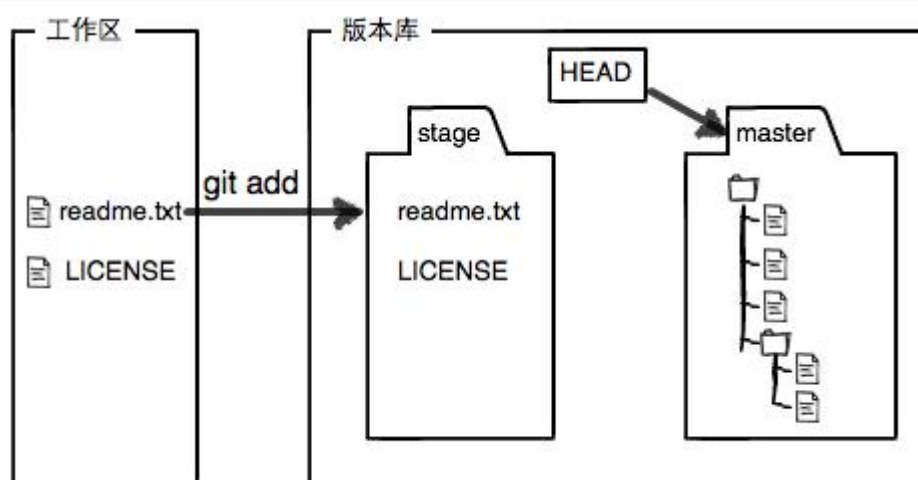 工作区
版本库
HEAD
stage
master
git add
readme.txt
readme.txt
LICENSE
LICENSE